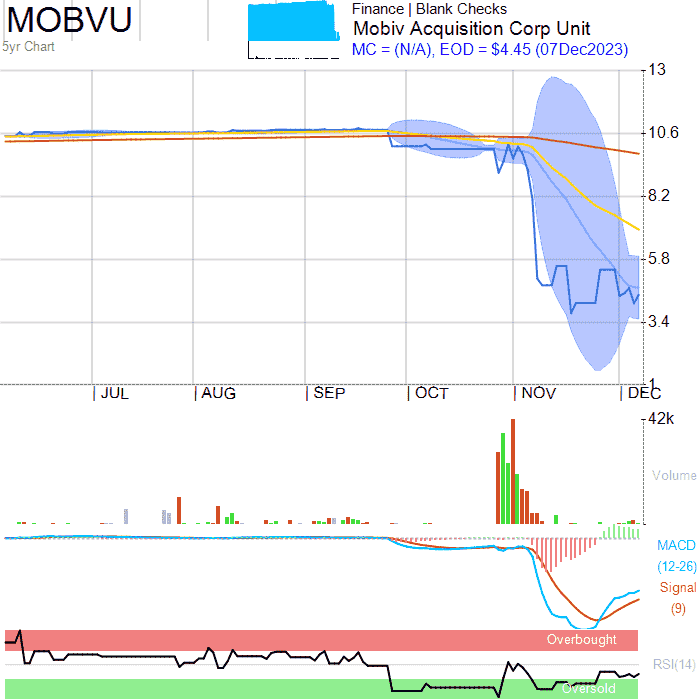 MOBVU
Finance | Blank Checks
Mobiv Acquisition Corp Unit
5yr Chart
MC = (N/A), EOD = $4.45 (07Dec2023)
13
10.6
8.2
5.8
3.4
1
JUL AUG SEP OCT NOV DEC
42k
Volume
MACD
(12-26)
Signal
(9)
Overbought
RSI(14)
Oversold